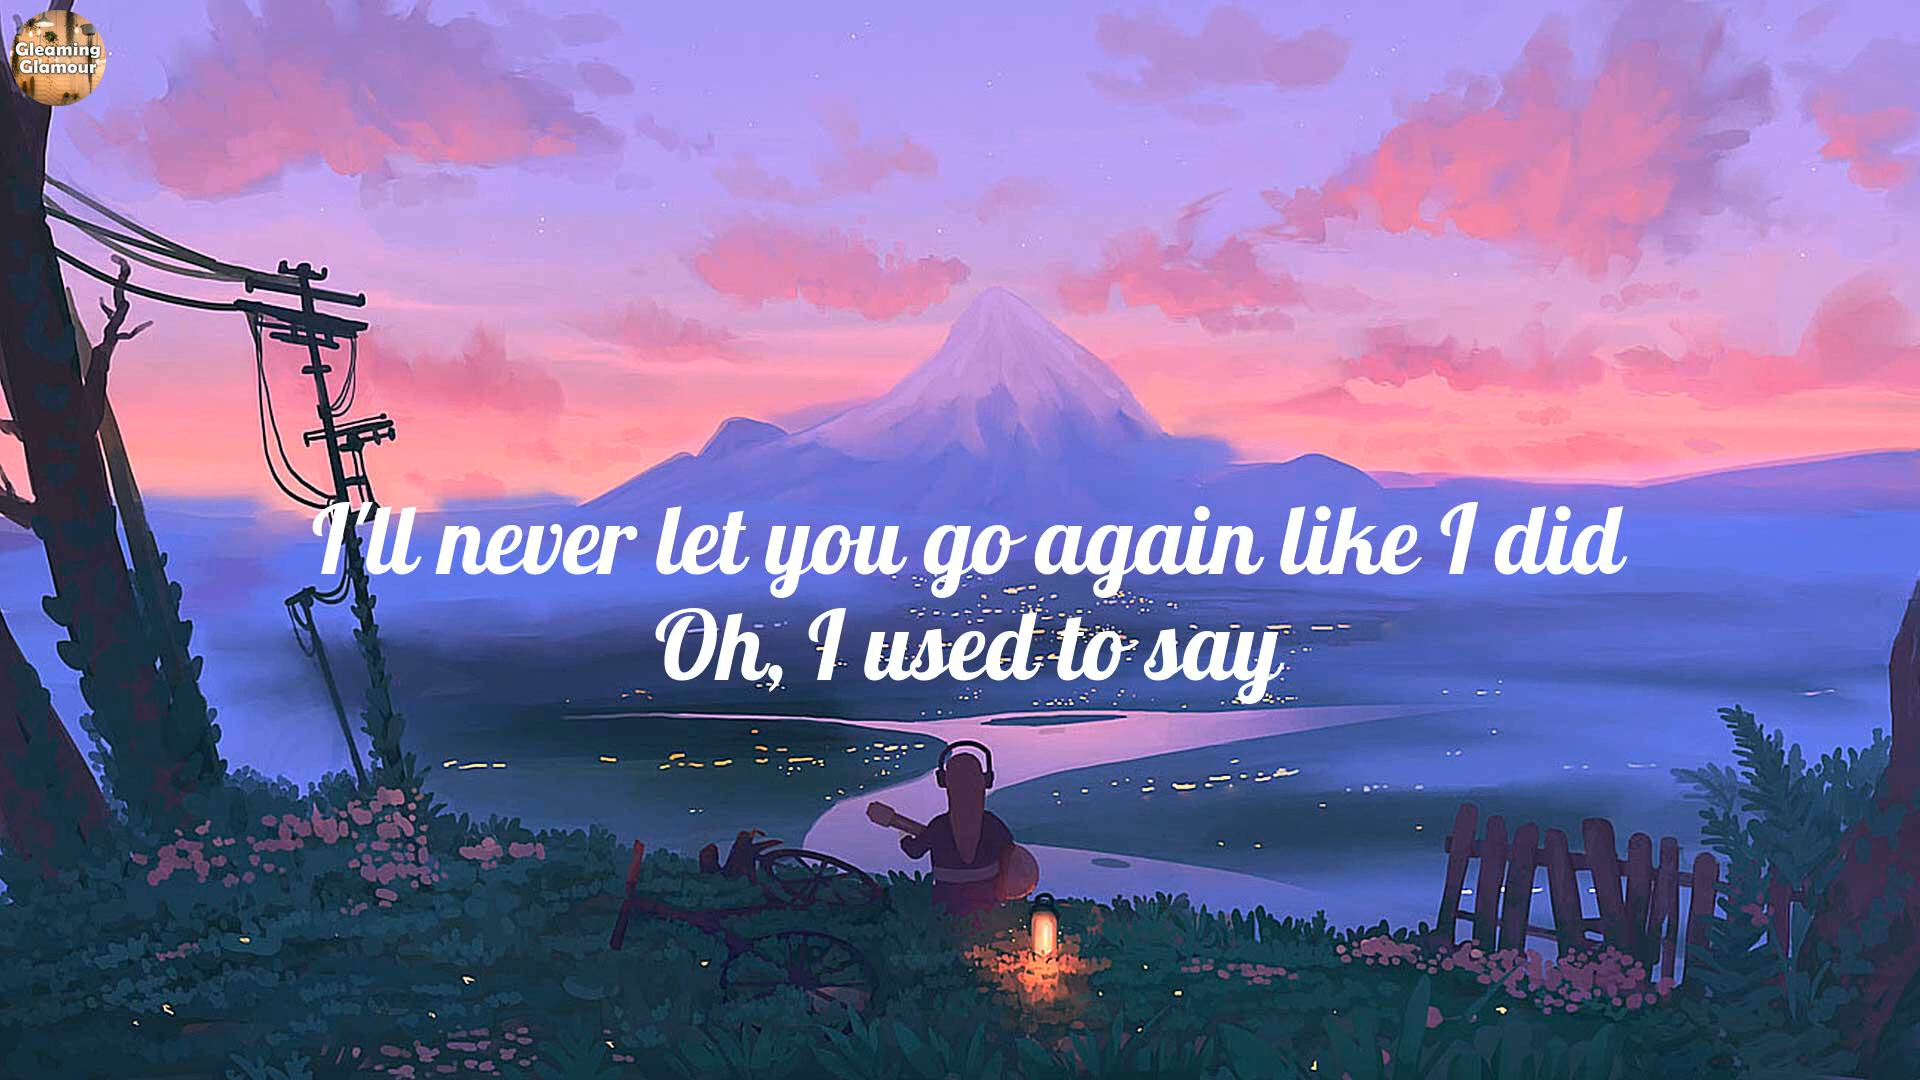 Gleaming
Glamour
I'll never let you go again like I did
Oh, I used to say